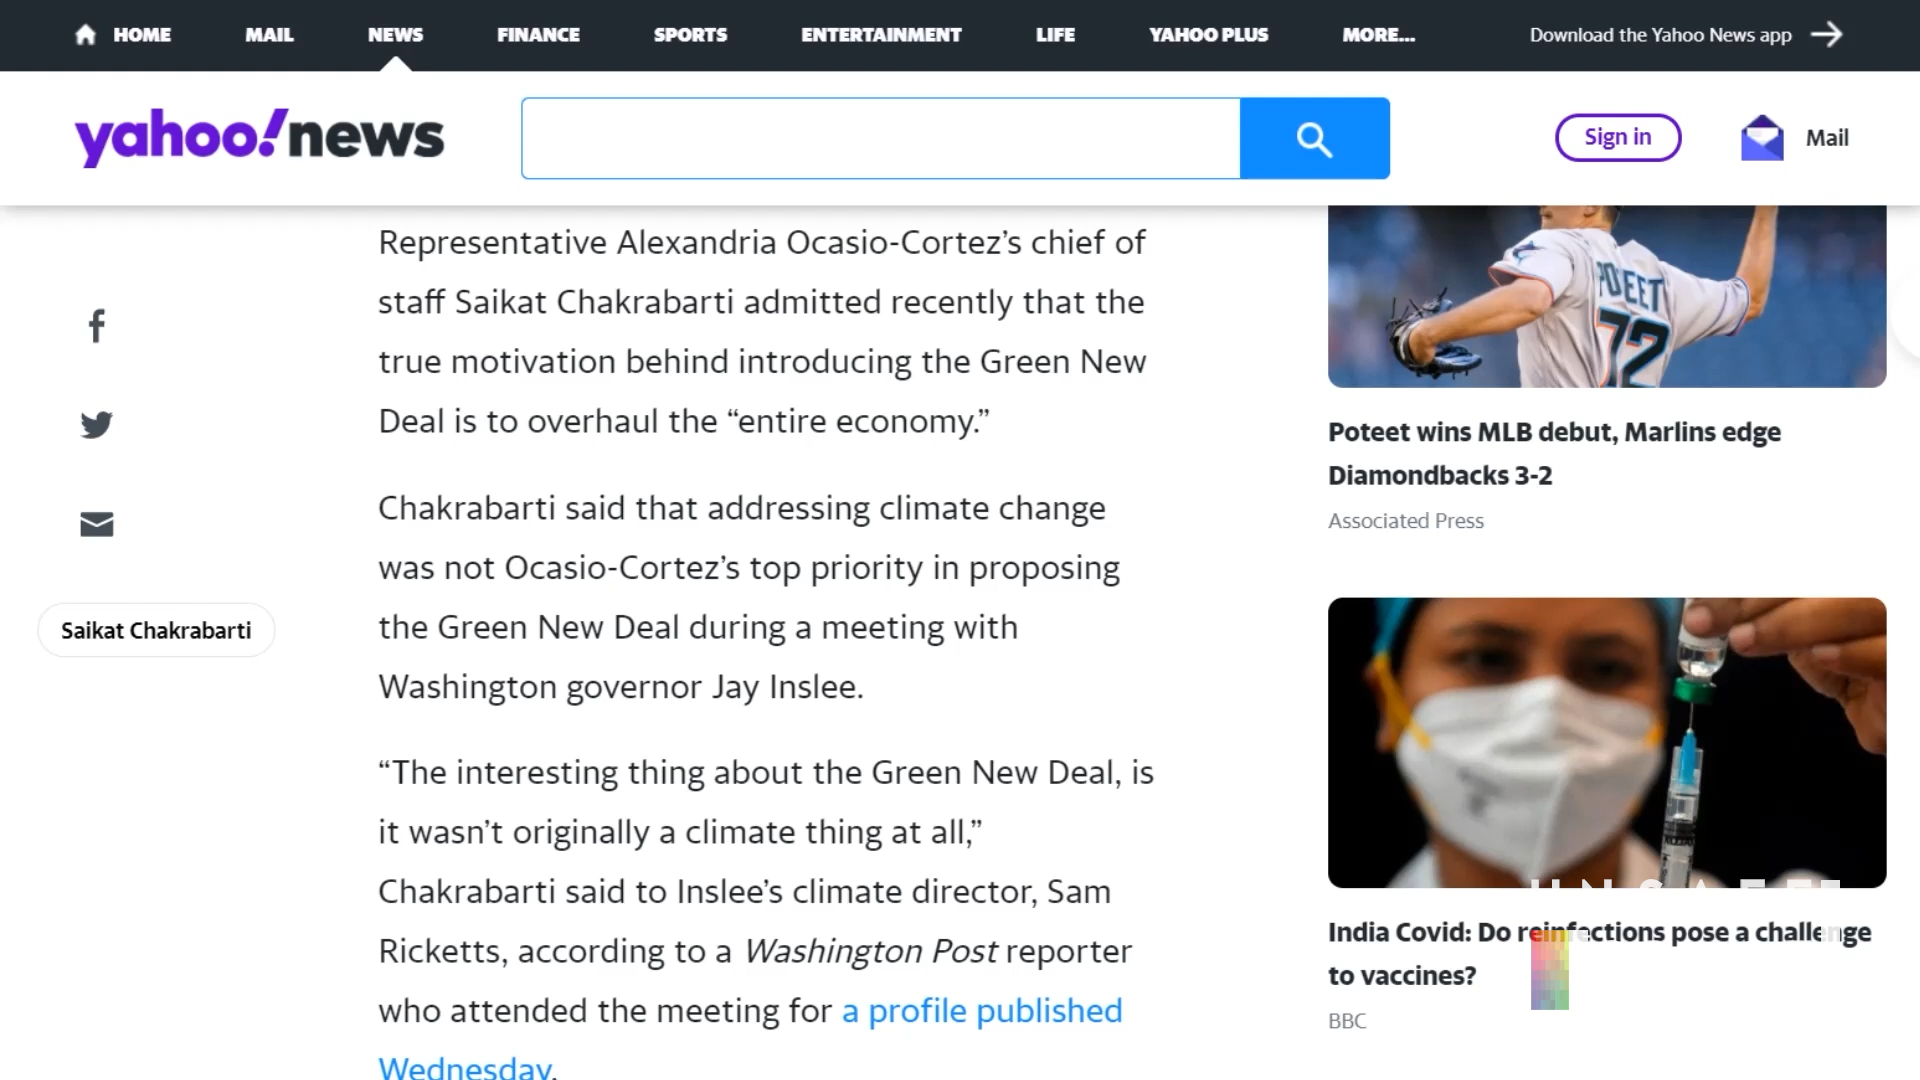 HOME MAIL NEWS FINANCE SPORTS ENTERTAINMENT LIFE YAHOO PLUS MORE... Download the Yahoo News app
yahoo!news
Sign in
Mail
Representative Alexandria Ocasio-Cortez’s chief of
staff Saikat Chakrabarti admitted recently that the
true motivation behind introducing the Green New
Deal is to overhaul the “entire economy.”
Chakrabarti said that addressing climate change
was not Ocasio-Cortez’s top priority in proposing
the Green New Deal during a meeting with
Washington governor Jay Inslee.
“The interesting thing about the Green New Deal, is
it wasn’t originally a climate thing at all,”
Chakrabarti said to Inslee’s climate director, Sam
Ricketts, according to a Washington Post reporter
who attended the meeting for a profile published
Wednesday.
Saikat Chakrabarti
POTEET
72
Poteet wins MLB debut, Marlins edge
Diamondbacks 3-2
Associated Press
India Covid: Do reinfections pose a challenge
to vaccines?
BBC